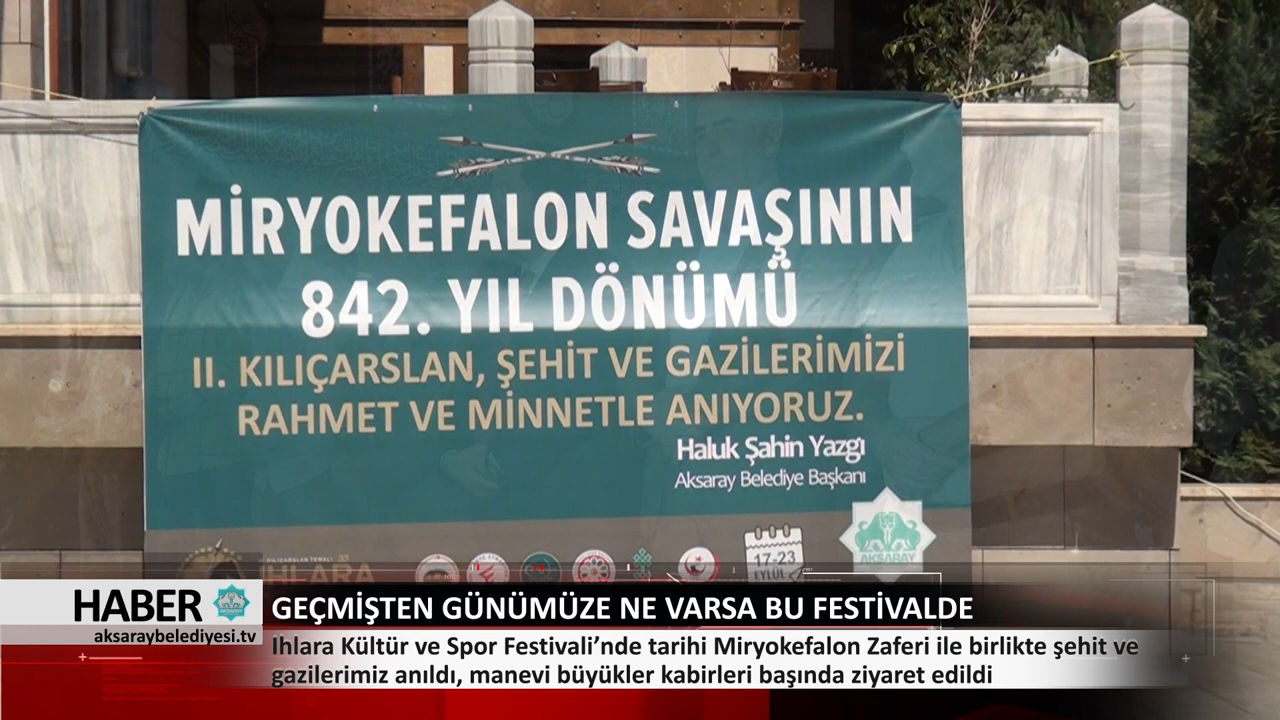 MİRYOKEFALON SAVAŞININ
842. YIL DÖNÜMÜ
II. KILIÇARSLAN, ŞEHİT VE GAZİLERİMİZİ
RAHMET VE MİNNETLE ANIYORUZ.
Haluk Şahin Yazgı
Aksaray Belediye Başkanı
AKSARAY
KILIÇARSLAN TEMALI
IHLARA
17-23
EYLÜL
HABER
aksaraybelediyesi.tv
GEÇMİŞTEN GÜNÜMÜZE NE VARSA BU FESTİVALDE
Ihlara Kültür ve Spor Festivali’nde tarihi Miryokefalon Zaferi ile birlikte şehit ve
gazilerimiz anıldı, manevi büyükler kabirleri başında ziyaret edildi